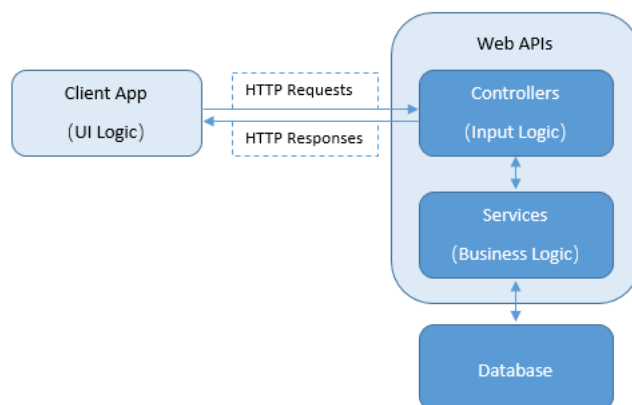 Web APIs
Client App
(UI Logic)
HTTP Requests
HTTP Responses
Controllers
(Input Logic)
Services
(Business Logic)
Database